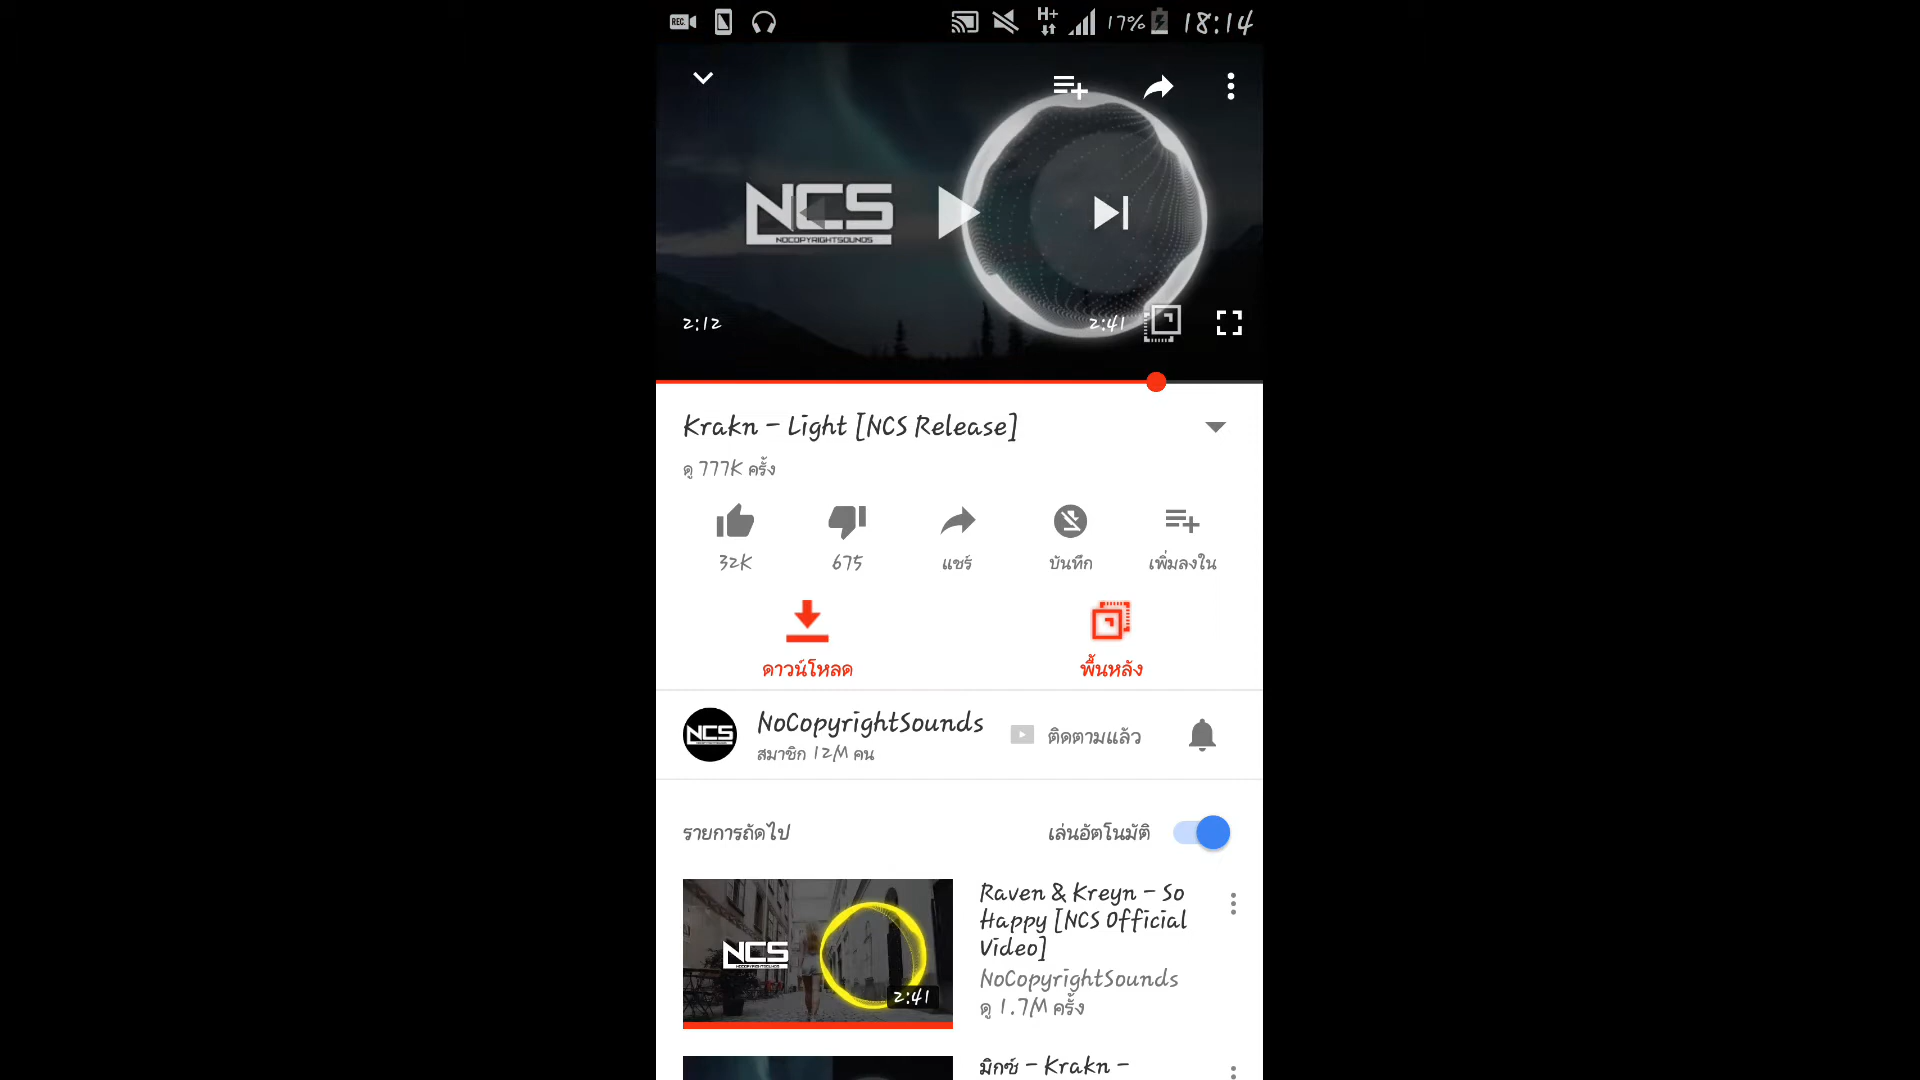 REC
H+
17%
18:14
NCS
NOCOPYRIGHTSOUNDS
2:12
2:41
Krakn – Light [NCS Release]
ดู 777K ครั้ง
32K
675
แชร์
บันทึก
เพิ่มลงใน
ดาวน์โหลด
พื้นหลัง
NCS
NoCopyrightSounds
สมาชิก 12M คน
ติดตามแล้ว
รายการถัดไป
เล่นอัตโนมัติ
NCS
NOCOPYRIGHTSOUNDS
2:41
Raven & Kreyn – So
Happy [NCS Official
Video]
NoCopyrightSounds
ดู 1.7M ครั้ง
มิกซ์ – Krakn –